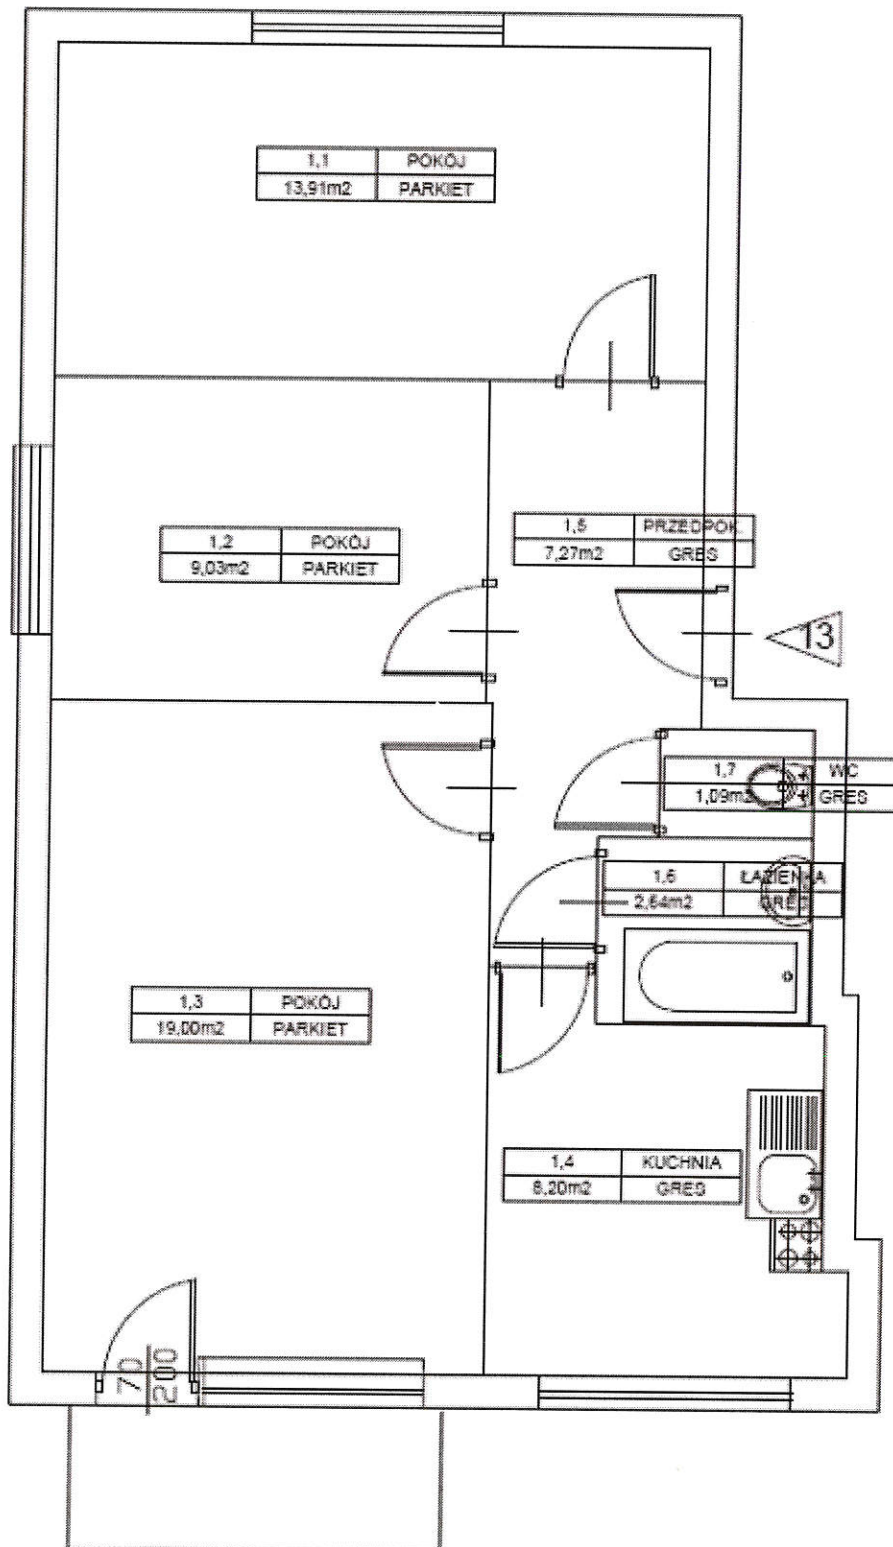 1,1 POKÓJ
13,91m2 PARKIET
1,2 POKÓJ
9,03m2 PARKIET
1,5 PRZEDPOK.
7,27m2 GRES
13
1,7 WC
1,09m2 GRES
1,6 ŁAZIENKA
2,64m2 GRES
1,3 POKÓJ
19,00m2 PARKIET
1,4 KUCHNIA
8,20m2 GRES
70
200